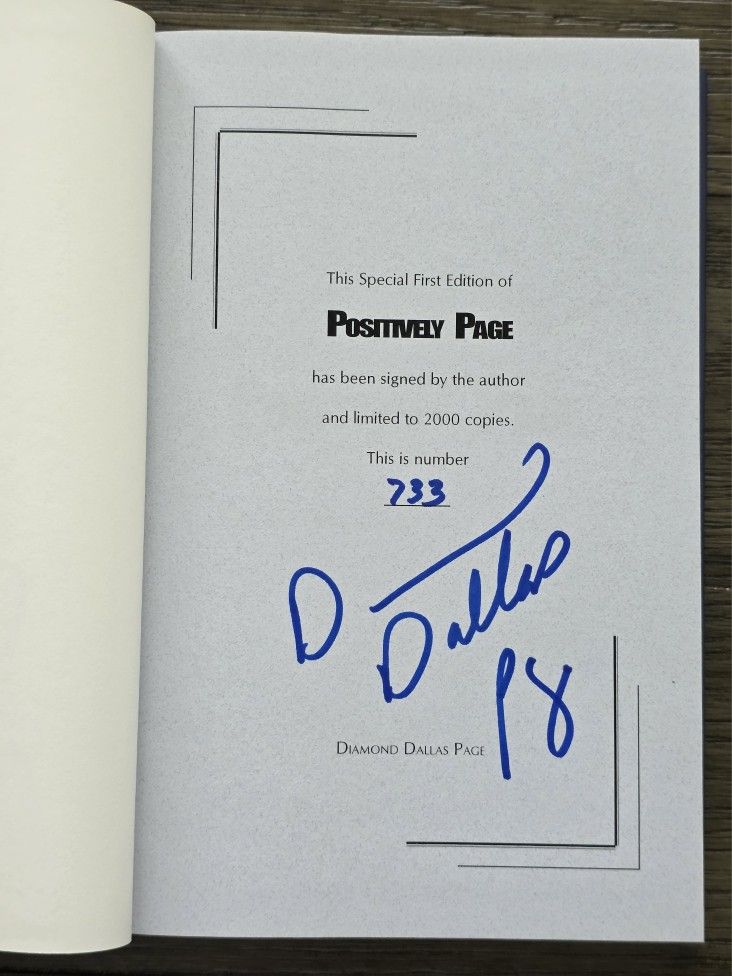 This Special First Edition of
POSITIVELY PAGE
has been signed by the author
and limited to 2000 copies.
This is number
733
D Dallas
DIAMOND DALLAS PAGE